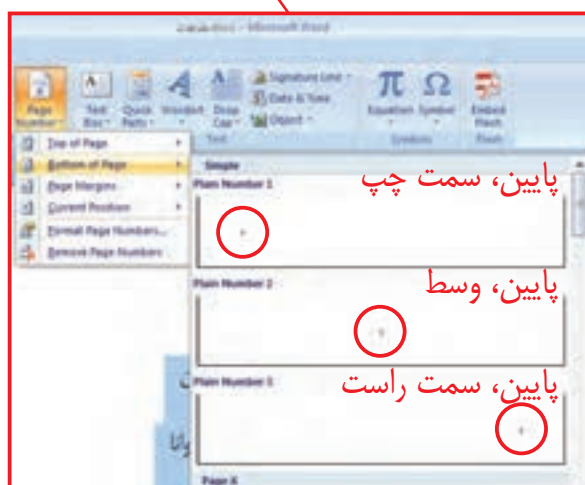 Microsoft Word
Page Number
Text Box
Quick Parts
WordArt
Drop Cap
Signature Line
Date & Time
Object
Equation
Symbol
Embed Flash
Text
Symbols
Flash
Top of Page
Bottom of Page
Page Margins
Current Position
Format Page Numbers...
Remove Page Numbers
Simple
Plain Number 1
پایین، سمت چپ
Plain Number 2
پایین، وسط
Plain Number 3
پایین، سمت راست
Page X